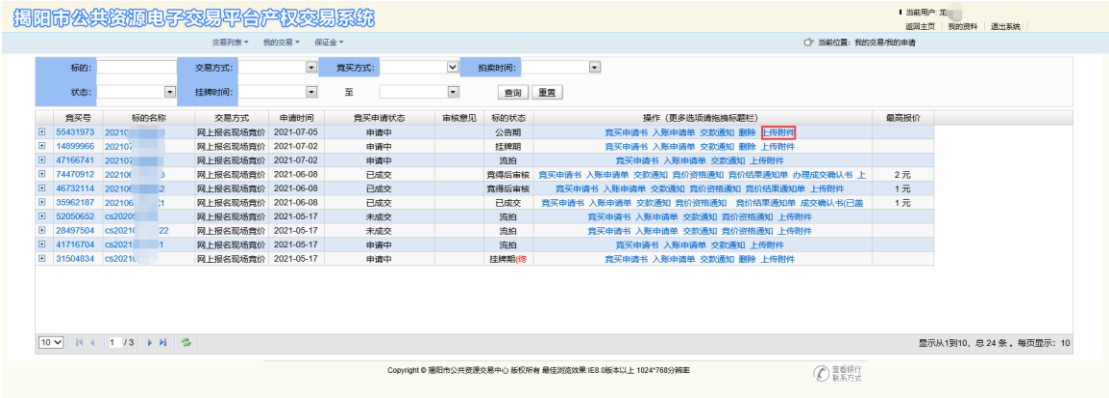 揭阳市公共资源电子交易平台产权交易系统
当前用户: 龙
返回主页 | 我的资料 | 退出系统
交易列表 我的交易 保证金
当前位置: 我的交易/我的申请
标的: 交易方式: 竞买方式: 拍卖时间:
状态: 挂牌时间: 至 查询 重置
竞买号 标的名称 交易方式 申请时间 竞买申请状态 审核意见 标的状态 操作 (更多选项请拖拽标题栏) 最高报价
55431973 2021 网上报名现场竞价 2021-07-05 申请中 公告期 竞买申请书 入账申请单 交款通知 删除 上传附件
14899966 2021 网上报名现场竞价 2021-07-02 申请中 挂牌期 竞买申请书 入账申请单 交款通知 删除 上传附件
47166741 2021 网上报名现场竞价 2021-07-02 申请中 流拍 竞买申请书 入账申请单 交款通知 上传附件
74470912 2021 网上报名现场竞价 2021-06-08 已成交 竞得后审核 竞买申请书 入账申请单 交款通知 竞价资格通知 竞价结果通知单 办理成交确认书 上 2元
46732114 2021 网上报名现场竞价 2021-06-08 已成交 竞得后审核 竞买申请书 入账申请单 交款通知 竞价资格通知 竞价结果通知单 上传附件 1元
35962187 2021 网上报名现场竞价 2021-06-08 已成交 已成交 竞买申请书 入账申请单 交款通知 竞价资格通知 竞价结果通知单 成交确认书(已盖 1元
52050652 cs2020 网上报名现场竞价 2021-05-17 未成交 流拍 竞买申请书 入账申请单 交款通知 竞价资格通知 上传附件
28497504 cs2021 22 网上报名现场竞价 2021-05-17 未成交 流拍 竞买申请书 入账申请单 交款通知 竞价资格通知 上传附件
41716704 cs2021 1 网上报名现场竞价 2021-05-17 申请中 流拍 竞买申请书 入账申请单 交款通知 上传附件
31504834 cs2021 网上报名现场竞价 2021-05-17 申请中 挂牌期(终 竞买申请书 入账申请单 交款通知 删除 上传附件
10 1 /3 显示从1到10, 总 24 条 。每页显示: 10
Copyright © 揭阳市公共资源交易中心 版权所有 最佳浏览效果:IE8.0版本以上 1024*768分辨率
查看银行
联系方式